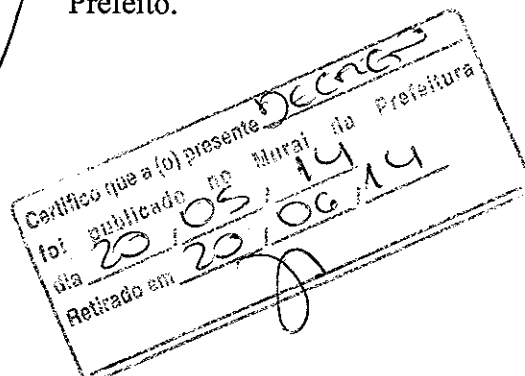 Prefeito.
Certifico que a (o) presente DECRETO
foi publicado no Mural da Prefeitura
dia 20 / 05 / 14
Retirado em 20 / 06 / 14